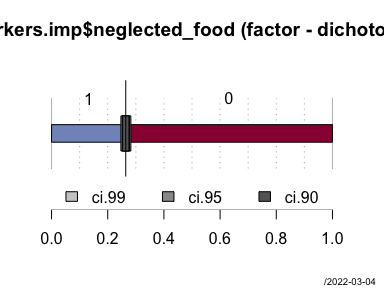 rkers.imp$neglected_food (factor - dichoto
1 0
ci.99 ci.95 ci.90
0.0 0.2 0.4 0.6 0.8 1.0
/2022-03-04